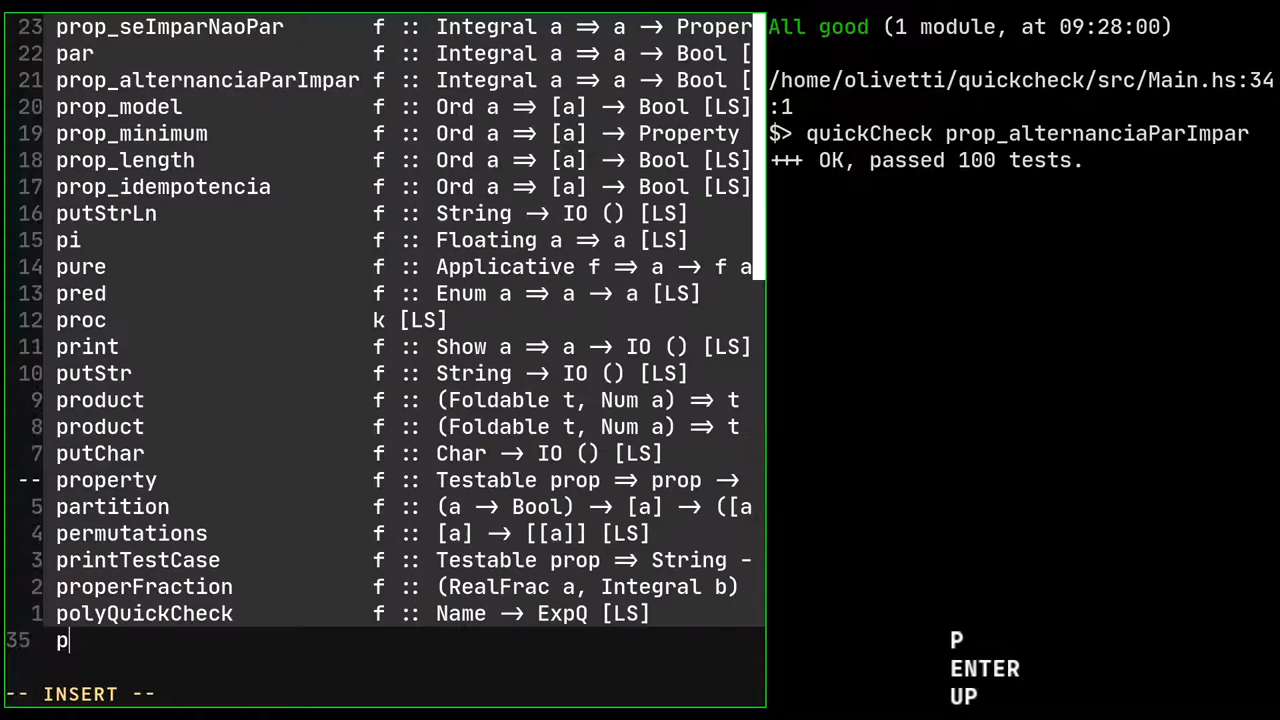 23 prop_seImparNaoPar f :: Integral a ⇒ a → Proper
22 par f :: Integral a ⇒ a → Bool [
21 prop_alternanciaParImpar f :: Integral a ⇒ a → Bool [
20 prop_model f :: Ord a ⇒ [a] → Bool [LS]
19 prop_minimum f :: Ord a ⇒ [a] → Property
18 prop_length f :: Ord a ⇒ [a] → Bool [LS]
17 prop_idempotencia f :: Ord a ⇒ [a] → Bool [LS]
16 putStrLn f :: String → IO () [LS]
15 pi f :: Floating a ⇒ a [LS]
14 pure f :: Applicative f ⇒ a → f a
13 pred f :: Enum a ⇒ a → a [LS]
12 proc k [LS]
11 print f :: Show a ⇒ a → IO () [LS]
10 putStr f :: String → IO () [LS]
9 product f :: (Foldable t, Num a) ⇒ t
8 product f :: (Foldable t, Num a) ⇒ t
7 putChar f :: Char → IO () [LS]
-- property f :: Testable prop ⇒ prop →
5 partition f :: (a → Bool) → [a] → ([a
4 permutations f :: [a] → [[a]] [LS]
3 printTestCase f :: Testable prop ⇒ String -
2 properFraction f :: (RealFrac a, Integral b)
1 polyQuickCheck f :: Name → ExpQ [LS]
35 p
-- INSERT --
All good (1 module, at 09:28:00)
/home/olivetti/quickcheck/src/Main.hs:34
:1
$> quickCheck prop_alternanciaParImpar
+++ OK, passed 100 tests.
P
ENTER
UP